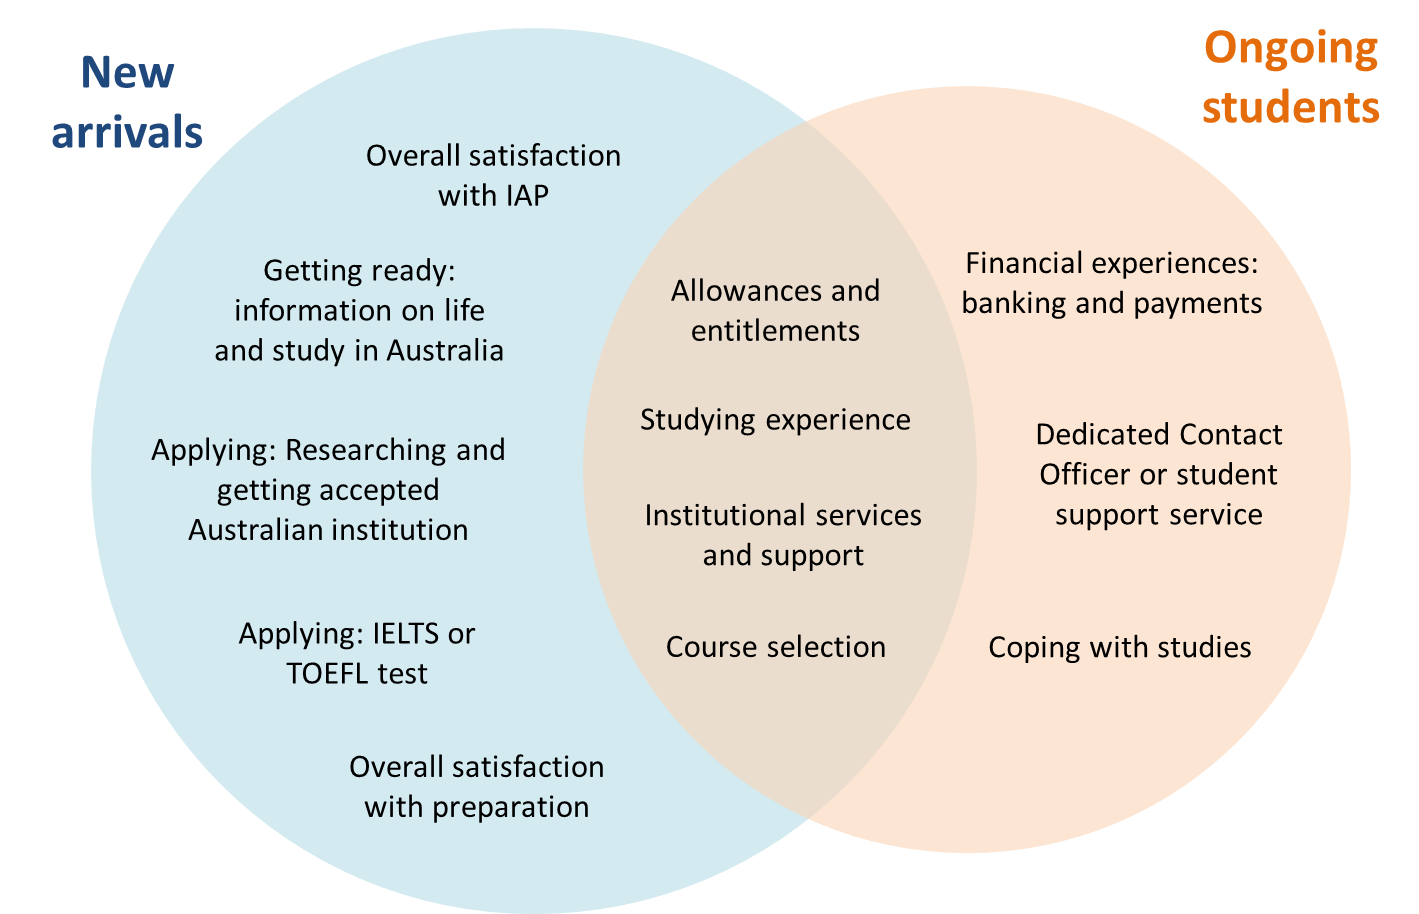 New
arrivals
Overall satisfaction
with IAP
Getting ready:
information on life
and study in Australia
Applying: Researching and
getting accepted
Australian institution
Applying: IELTS or
TOEFL test
Overall satisfaction
with preparation
Allowances and
entitlements
Studying experience
Institutional services
and support
Course selection
Ongoing
students
Financial experiences:
banking and payments
Dedicated Contact
Officer or student
support service
Coping with studies